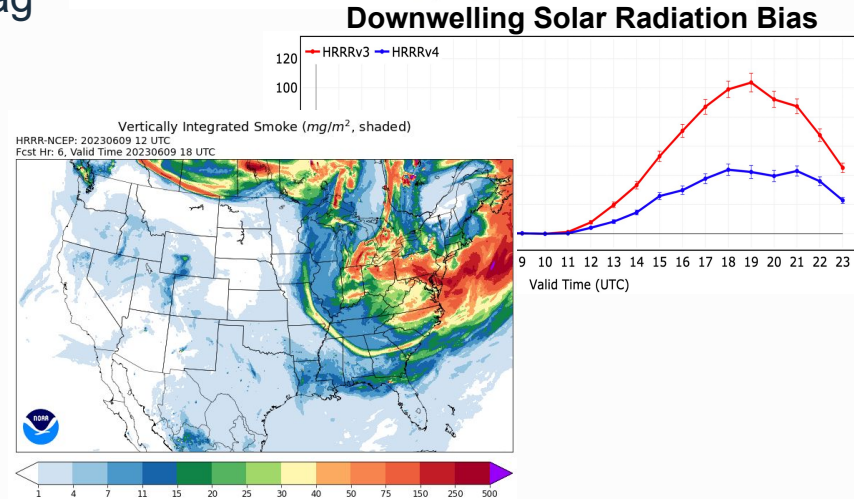 ag
Downwelling Solar Radiation Bias
HRRRv3 HRRRv4
120
100
Vertically Integrated Smoke (mg/m², shaded)
HRRR-NCEP: 20230609 12 UTC
Fcst Hr: 6, Valid Time 20230609 18 UTC
9 10 11 12 13 14 15 16 17 18 19 20 21 22 23
Valid Time (UTC)
NOAA
1 4 7 11 15 20 25 30 40 50 75 150 250 500